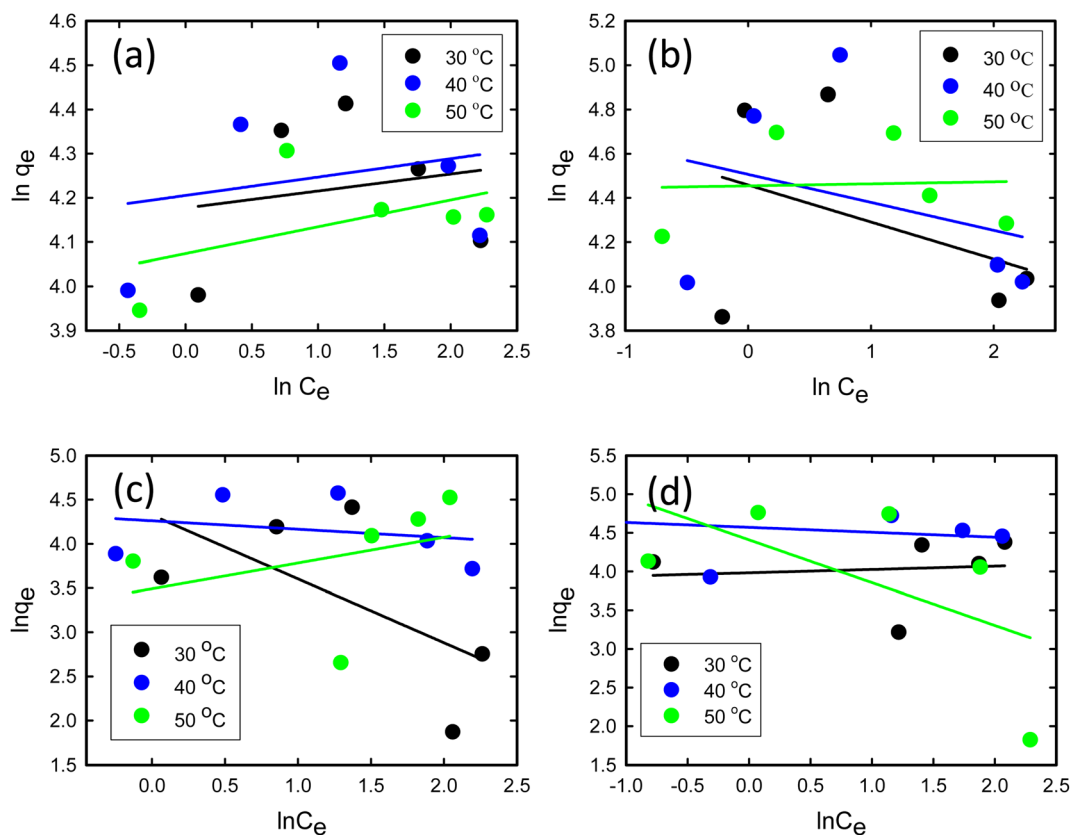 (a)
30 °C
40 °C
50 °C
4.6
4.5
4.4
4.3
4.2
4.1
4.0
3.9
ln qe
-0.5 0.0 0.5 1.0 1.5 2.0 2.5
ln Ce
(b)
30 °C
40 °C
50 °C
5.2
5.0
4.8
4.6
4.4
4.2
4.0
3.8
ln qe
-1 0 1 2
ln Ce
(c)
30 °C
40 °C
50 °C
5.0
4.5
4.0
3.5
3.0
2.5
2.0
1.5
lnqe
0.0 0.5 1.0 1.5 2.0 2.5
lnCe
(d)
30 °C
40 °C
50 °C
5.5
5.0
4.5
4.0
3.5
3.0
2.5
2.0
1.5
lnqe
-1.0 -0.5 0.0 0.5 1.0 1.5 2.0 2.5
lnCe